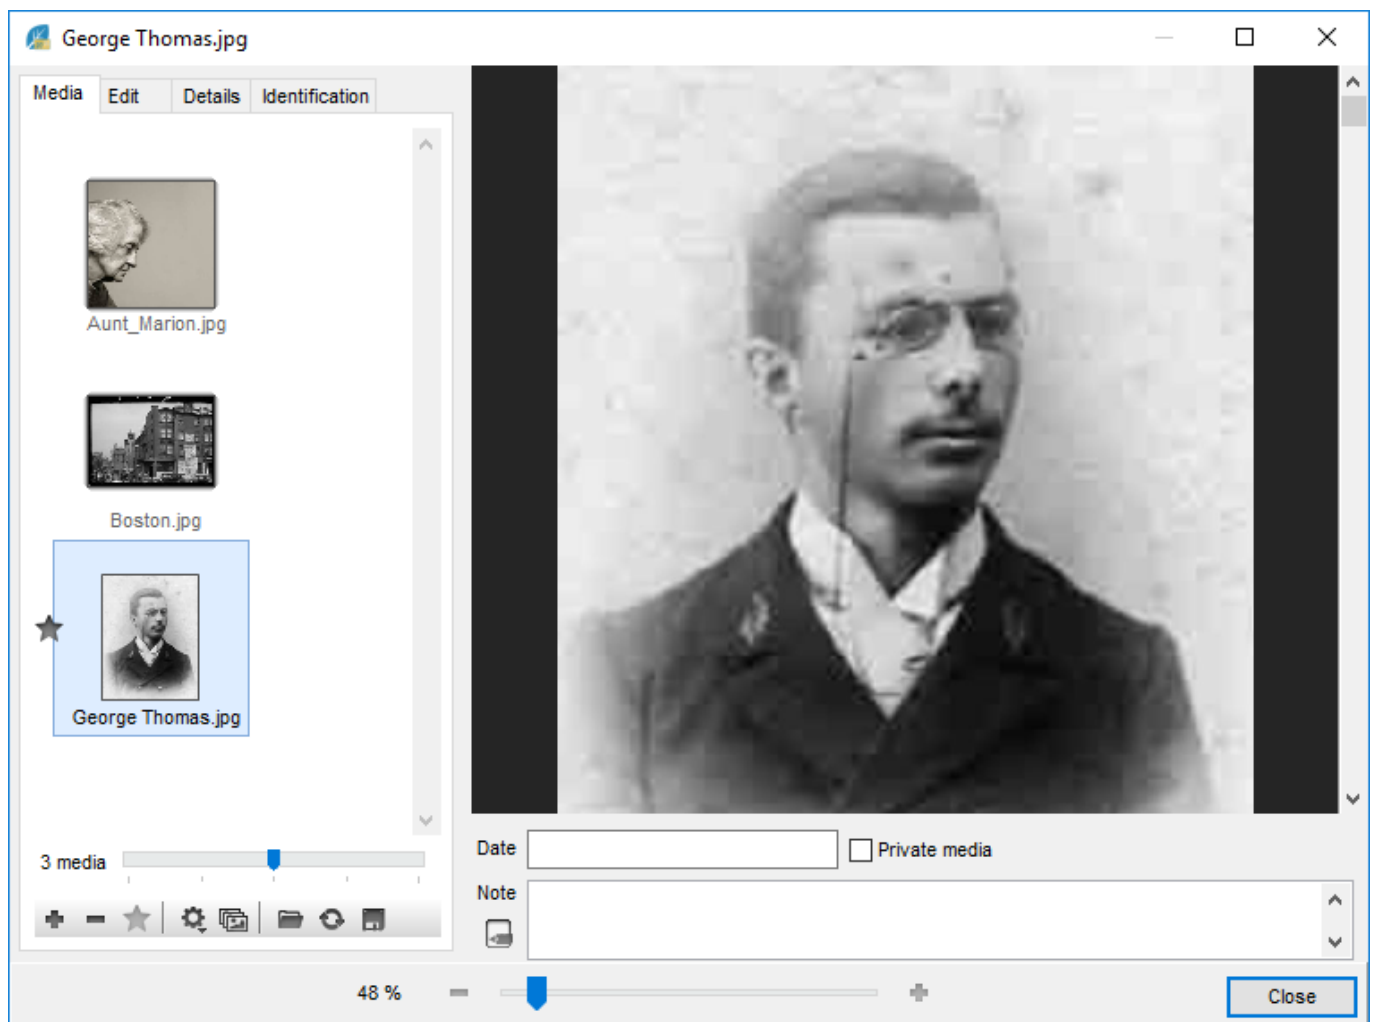 George Thomas.jpg
Media Edit Details Identification
Aunt_Marion.jpg
Boston.jpg
George Thomas.jpg
3 media
Date
Private media
Note
48 %
Close